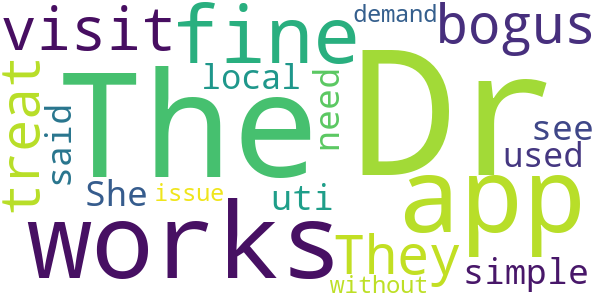 demand
visit
fine
bogus
The
Dr
treat
local
need
said
see
used
She
issue
uti
app
works
They
simple
without